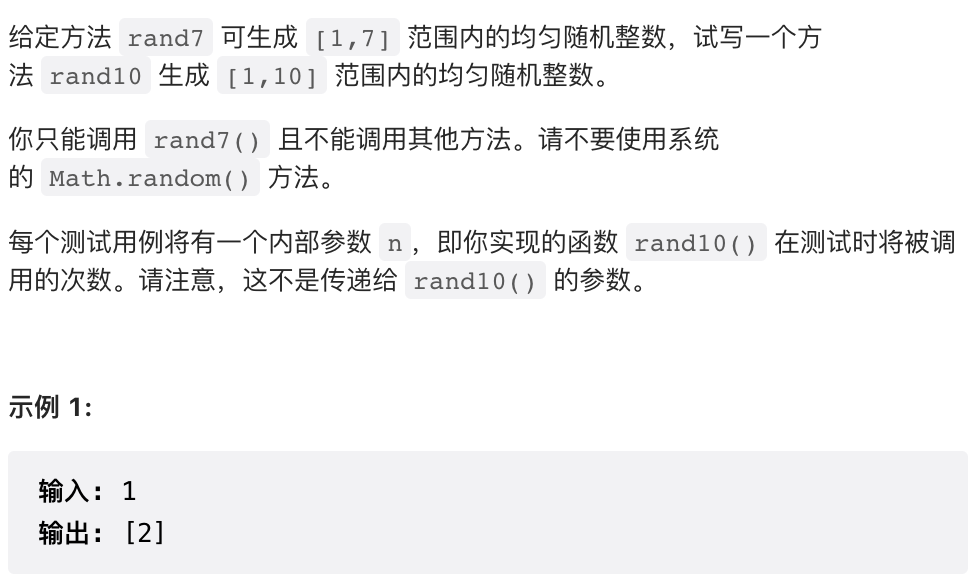 给定方法 rand7 可生成 [1,7] 范围内的均匀随机整数，试写一个方
法 rand10 生成 [1,10] 范围内的均匀随机整数。
你只能调用 rand7() 且不能调用其他方法。请不要使用系统
的 Math.random() 方法。
每个测试用例将有一个内部参数 n，即你实现的函数 rand10() 在测试时将被调
用的次数。请注意，这不是传递给 rand10() 的参数。
示例 1:
输入: 1
输出: [2]